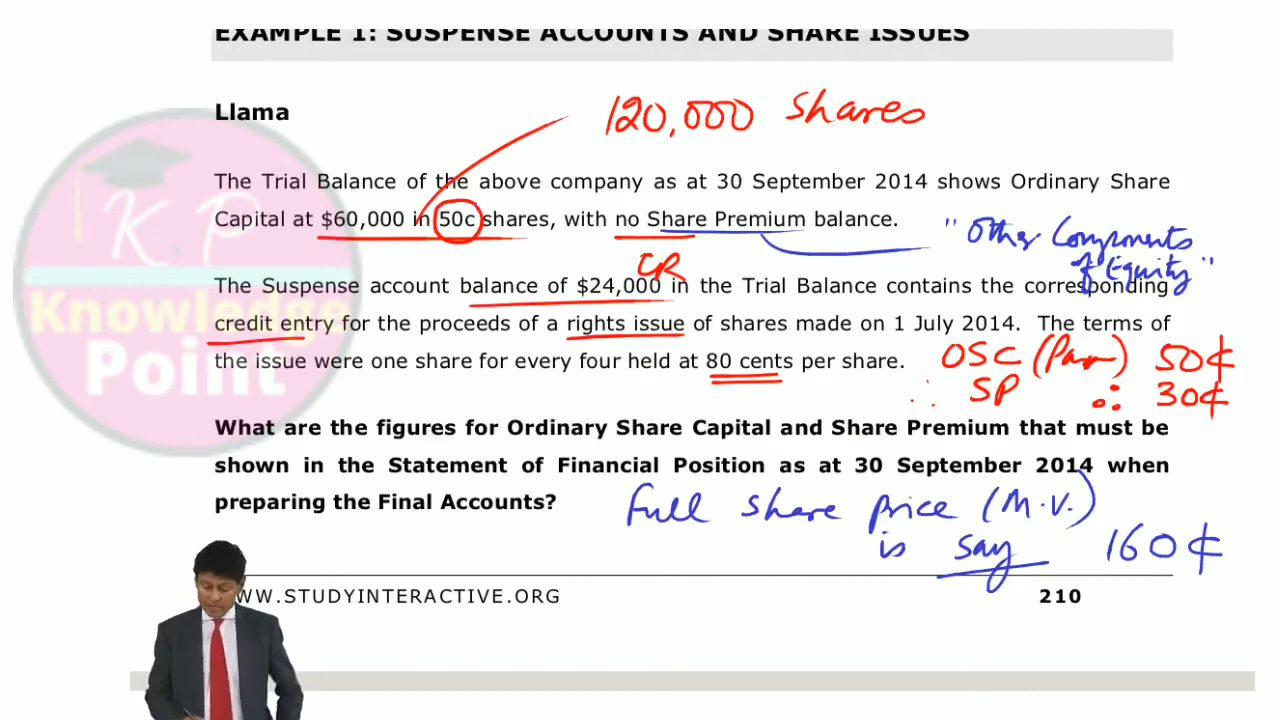 EXAMPLE 1: SUSPENSE ACCOUNTS AND SHARE ISSUES
Llama
120,000 shares
The Trial Balance of the above company as at 30 September 2014 shows Ordinary Share
Capital at $60,000 in 50c shares, with no Share Premium balance.
"Other Components
of Equity"
CR
The Suspense account balance of $24,000 in the Trial Balance contains the corresponding
credit entry for the proceeds of a rights issue of shares made on 1 July 2014. The terms of
the issue were one share for every four held at 80 cents per share.
OSC (Par) 50¢
∴ SP ∴ 30¢
What are the figures for Ordinary Share Capital and Share Premium that must be
shown in the Statement of Financial Position as at 30 September 2014 when
preparing the Final Accounts?
Full share price (M.V.)
is say 160¢
WW.STUDYINTERACTIVE.ORG
210
K.P
Knowledge
Point